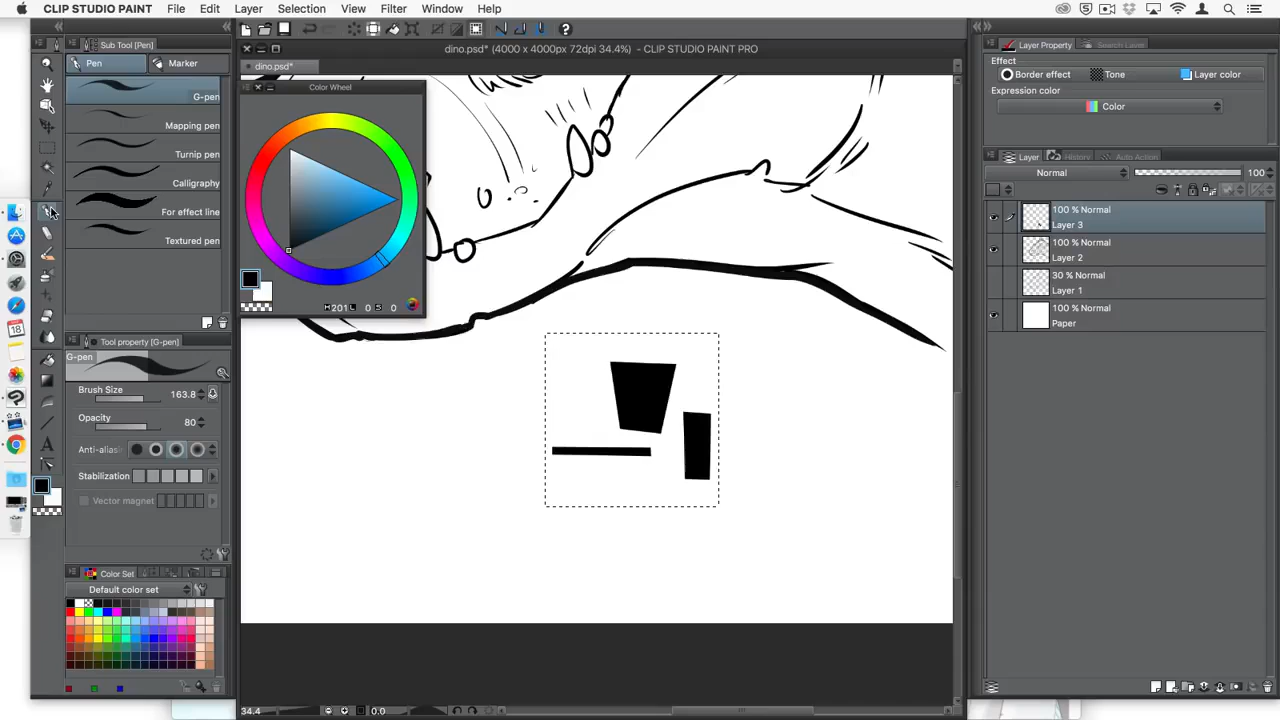 CLIP STUDIO PAINT File Edit Layer Selection View Filter Window Help
dino.psd* (4000 x 4000px 72dpi 34.4%) - CLIP STUDIO PAINT PRO
Sub Tool [Pen]
Pen
Marker
G-pen
Mapping pen
Turnip pen
Calligraphy
For effect line
Textured pen
Tool property [G-pen]
G-pen
Brush Size 163.8
Opacity 80
Anti-aliasi
Stabilization
Vector magnet
Color Set
Default color set
dino.psd*
Color Wheel
H 201 L 0 S 0
34.4
0.0
Layer Property
Search Layer
Effect
Border effect Tone Layer color
Expression color
Color
Layer History Auto Action
Normal 100
100 % Normal
Layer 3
100 % Normal
Layer 2
30 % Normal
Layer 1
100 % Normal
Paper
18
A